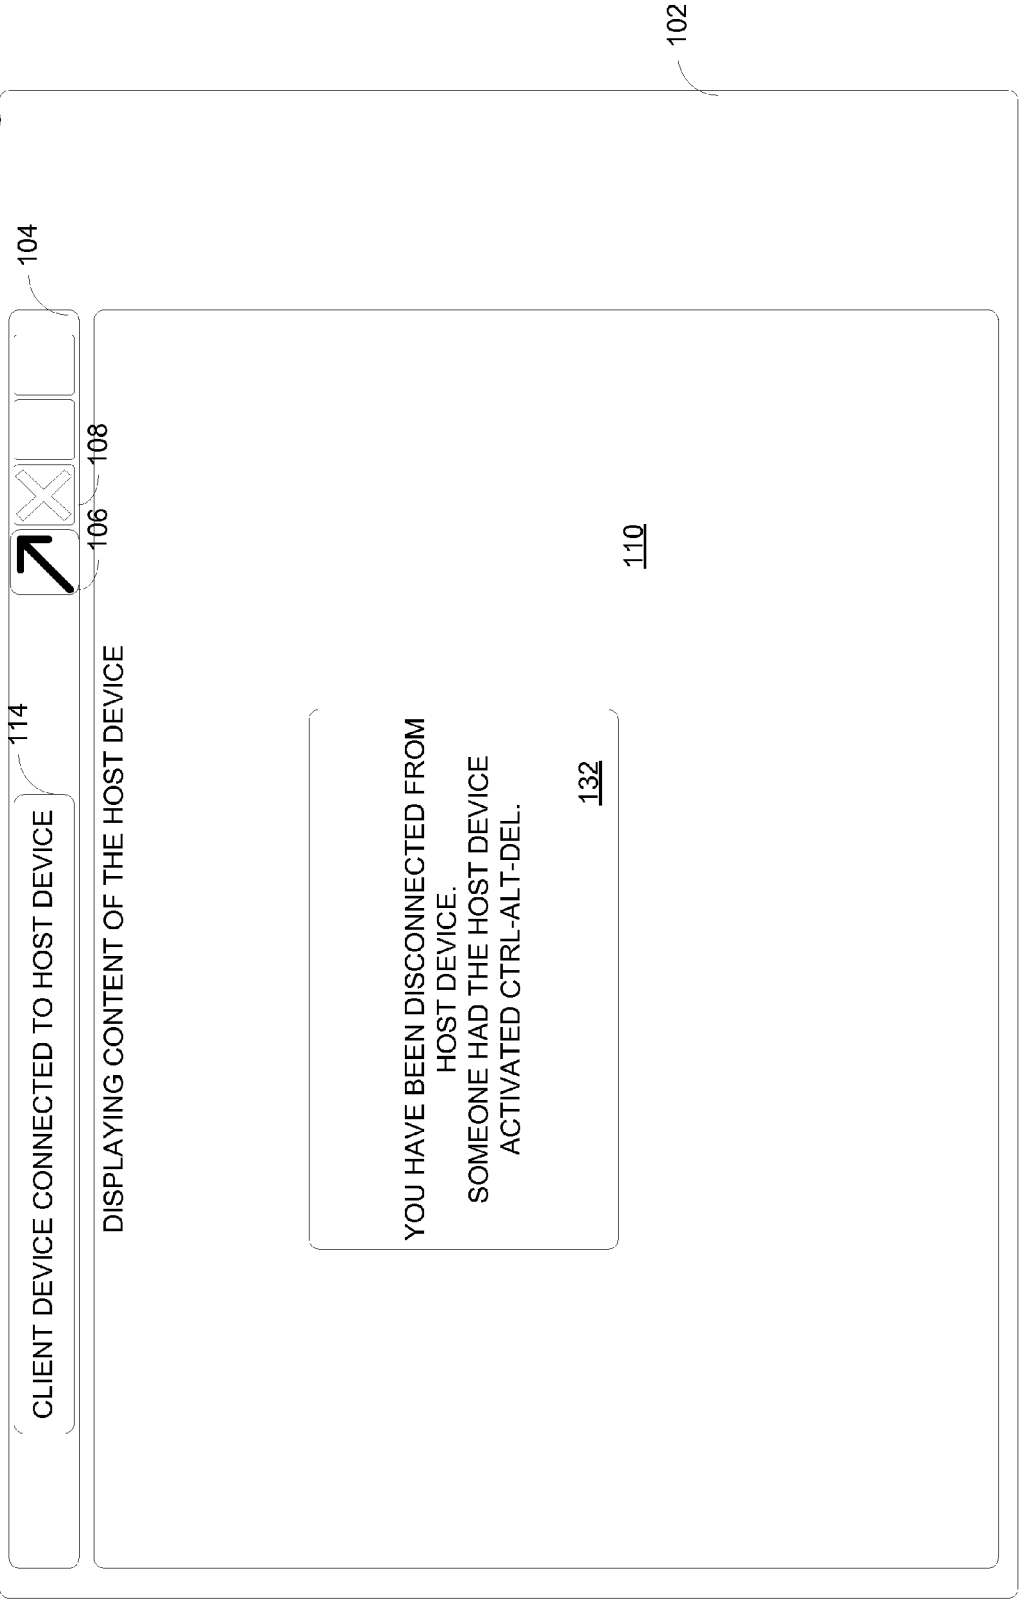 102
104
108
106
114
CLIENT DEVICE CONNECTED TO HOST DEVICE
DISPLAYING CONTENT OF THE HOST DEVICE
YOU HAVE BEEN DISCONNECTED FROM
HOST DEVICE.
SOMEONE HAD THE HOST DEVICE
ACTIVATED CTRL-ALT-DEL.
132
110